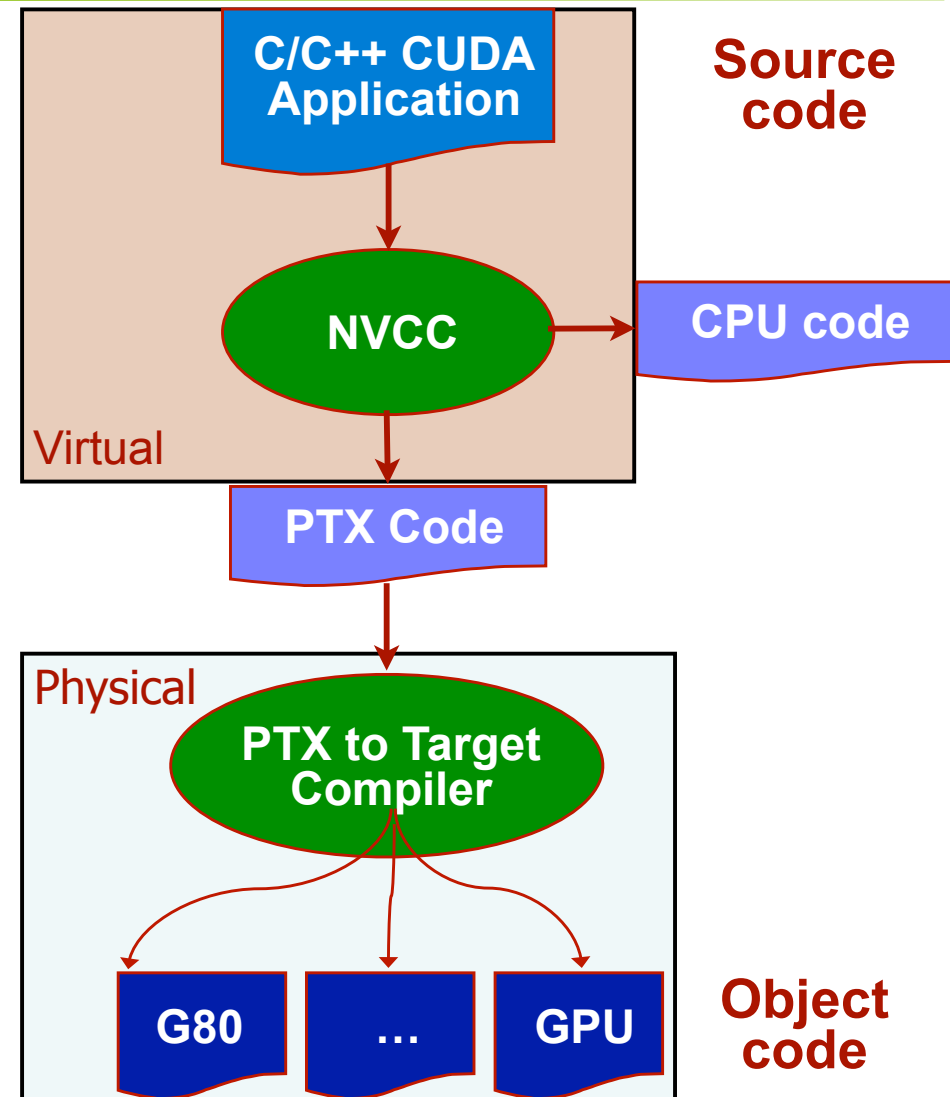 C/C++ CUDA
Application
Source
code
NVCC
CPU code
Virtual
PTX Code
Physical
PTX to Target
Compiler
G80
...
GPU
Object
code